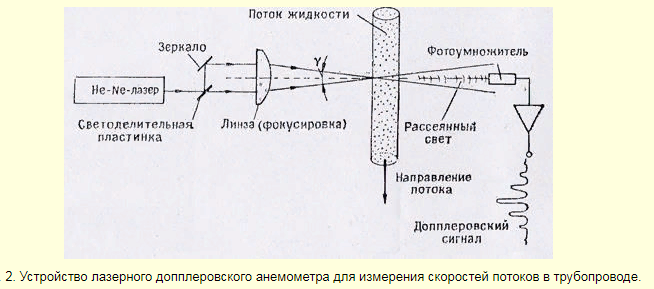 Поток жидкости
Зеркало
γ
Фотоумножитель
Не-Ne-лазер
Светоделительная
пластинка
Линза (фокусировка)
Рассеянный
свет
Направление
потока
Допплеровский
сигнал
. 2. Устройство лазерного допплеровского анемометра для измерения скоростей потоков в трубопроводе.